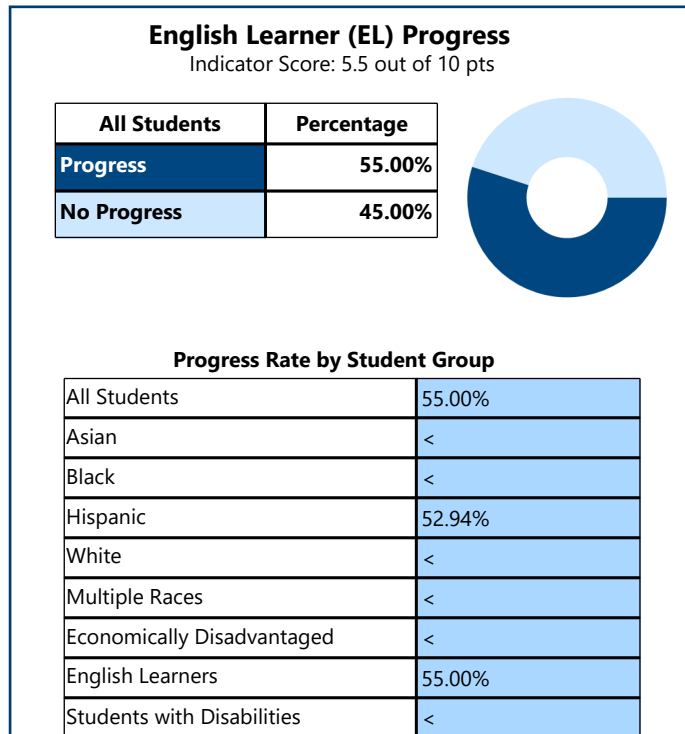 English Learner (EL) Progress
Indicator Score: 5.5 out of 10 pts
All Students Percentage
Progress 55.00%
No Progress 45.00%
Progress Rate by Student Group
All Students 55.00%
Asian <
Black <
Hispanic 52.94%
White <
Multiple Races <
Economically Disadvantaged <
English Learners 55.00%
Students with Disabilities <